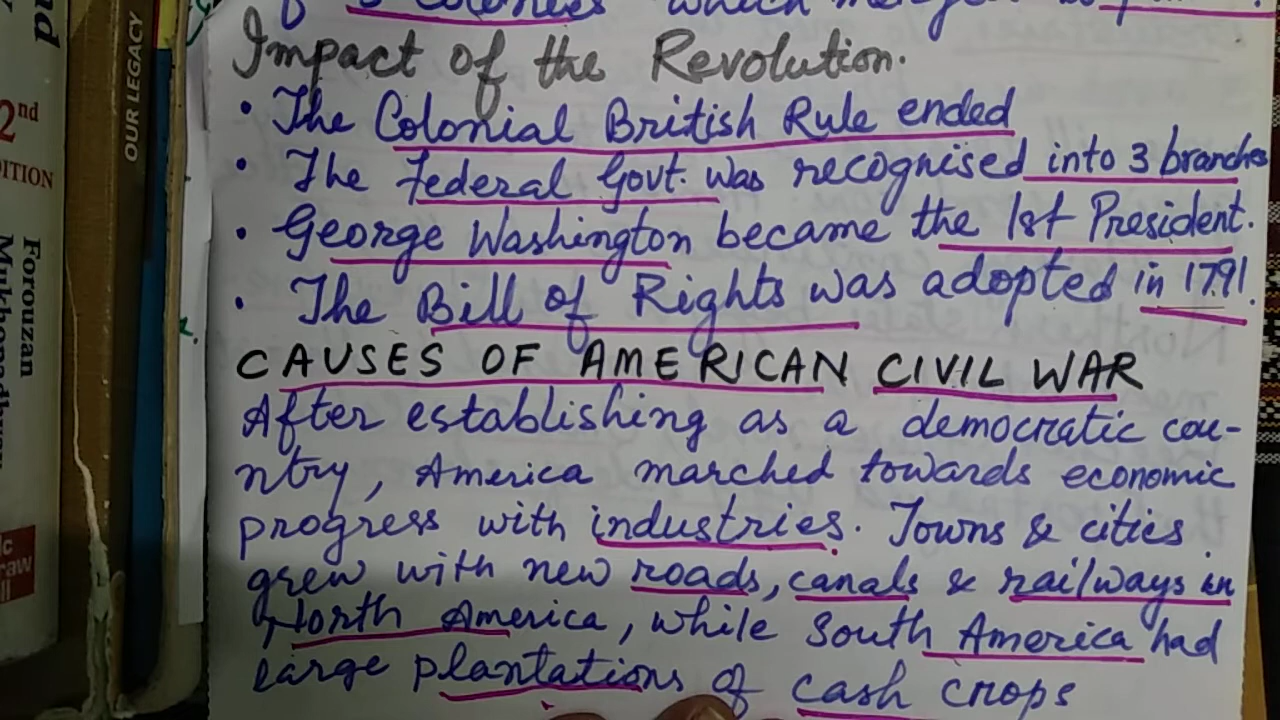 nd
2nd
DITION
Forouzan
OUR LEGACY
Impact of the Revolution.
• The Colonial British Rule ended
• The Federal Govt. was recognised into 3 branches
• George Washington became the 1st President.
• The Bill of Rights was adopted in 1791.
CAUSES OF AMERICAN CIVIL WAR
After establishing as a democratic cou-
ntry, America marched towards economic
progress with industries. Towns & cities
grew with new roads, canals & railways in
North America, while South America had
large plantations of cash crops